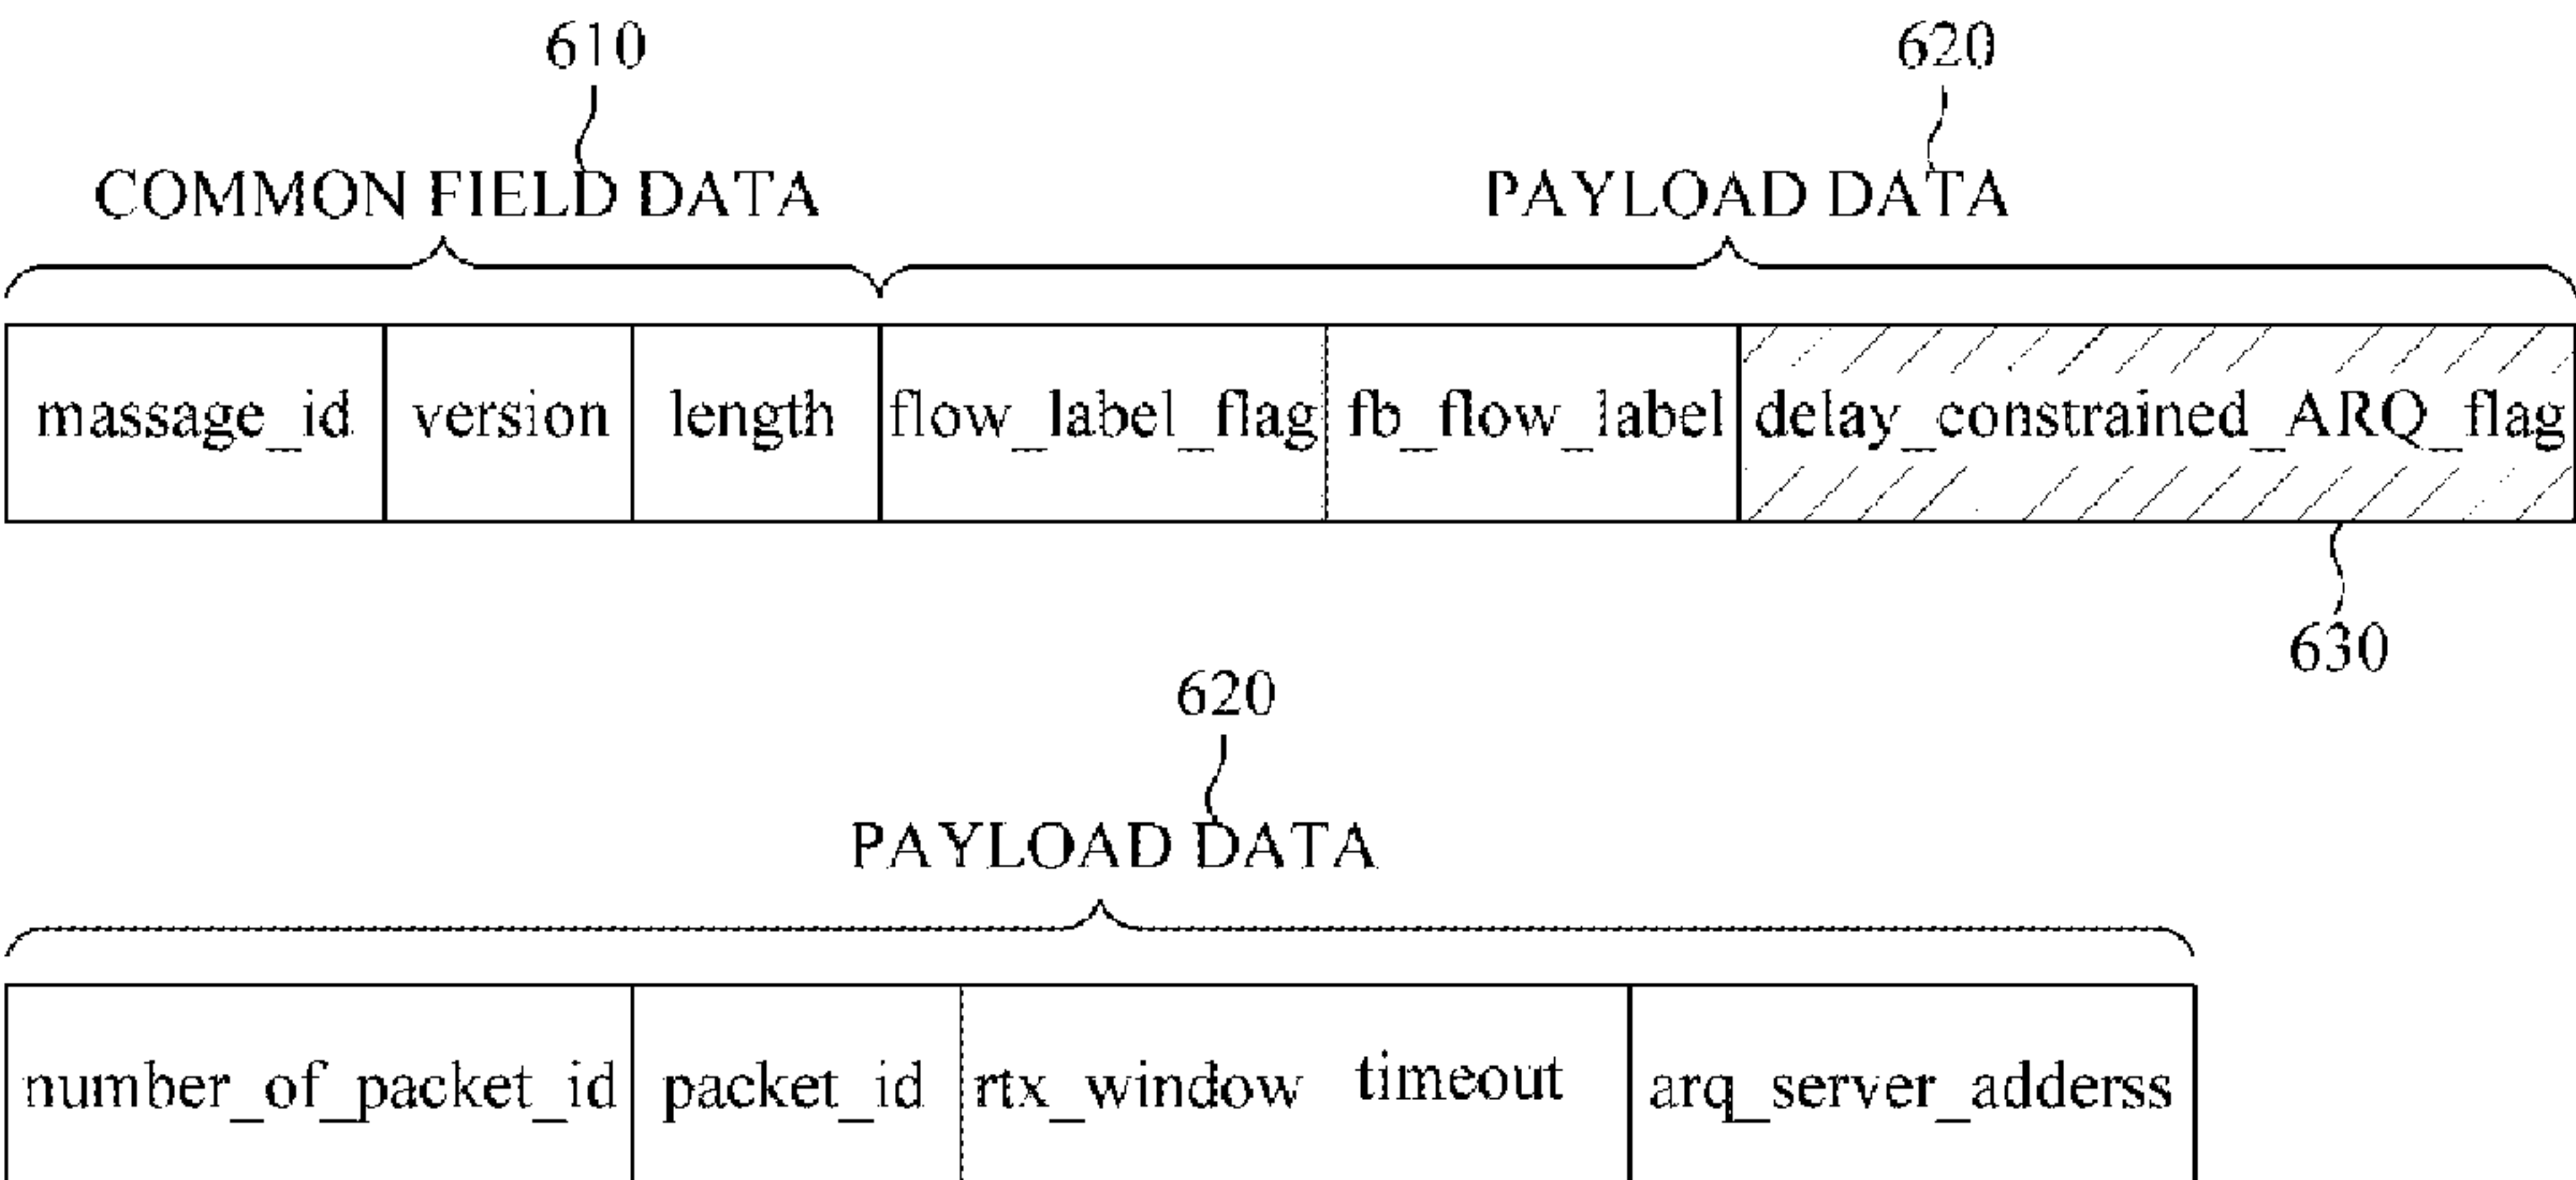 610 620
COMMON FIELD DATA PAYLOAD DATA
massage_id version length flow_label_flag fb_flow_label delay_constrained_ARQ_flag
630
620
PAYLOAD DATA
number_of_packet_id packet_id rtx_window timeout arq_server_adderss